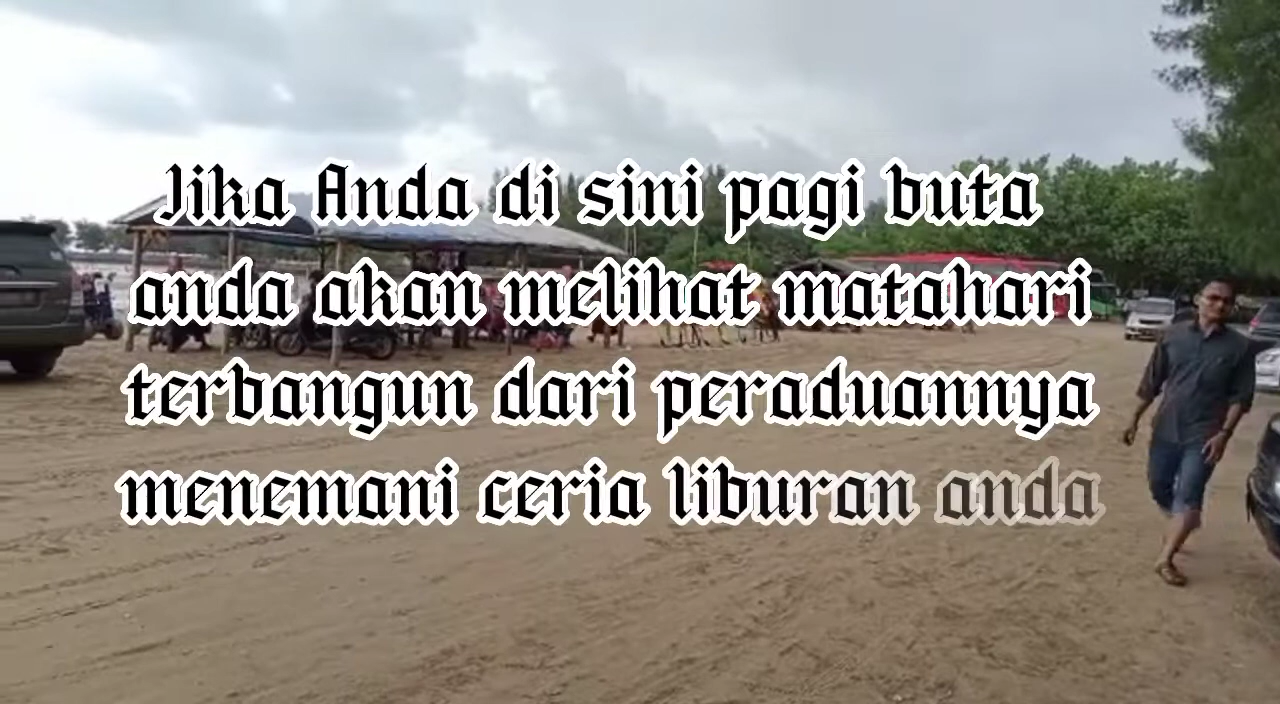 Jika Anda di sini pagi buta
anda akan melihat matahari
terbangun dari peraduannya
menemani ceria liburan anda